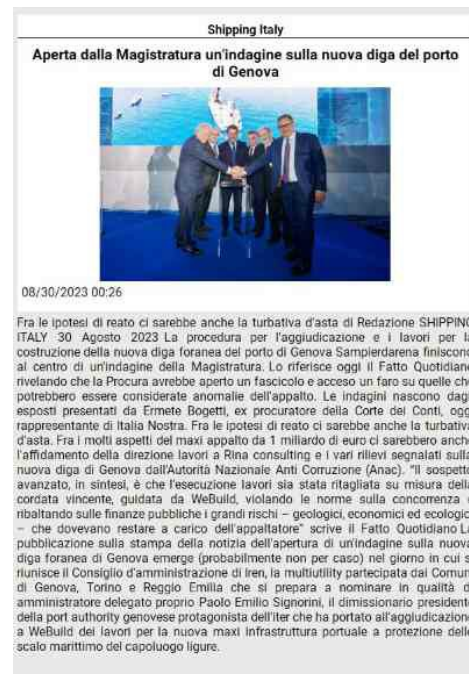 Shipping Italy
Aperta dalla Magistratura un'indagine sulla nuova diga del porto
di Genova
08/30/2023 00:26
Fra le ipotesi di reato ci sarebbe anche la turbativa d'asta di Redazione SHIPPING
ITALY 30 Agosto 2023 La procedura per l'aggiudicazione e i lavori per la
costruzione della nuova diga foranea del porto di Genova Sampierdarena finiscono
al centro di un'indagine della Magistratura. Lo riferisce oggi il Fatto Quotidiano
rivelando che la Procura avrebbe aperto un fascicolo e acceso un faro su quelle che
potrebbero essere considerate anomalie dell'appalto. Le indagini nascono dagli
esposti presentati da Ermete Bogetti, ex procuratore della Corte dei Conti, oggi
rappresentante di Italia Nostra. Fra le ipotesi di reato ci sarebbe anche la turbativa
d'asta. Fra i molti aspetti del maxi appalto da 1 miliardo di euro ci sarebbero anche
l'affidamento della direzione lavori a Rina consulting e i vari rilievi segnalati sulla
nuova diga di Genova dall'Autorità Nazionale Anti Corruzione (Anac). "Il sospetto
avanzato, in sintesi, è che l'esecuzione lavori sia stata ritagliata su misura della
cordata vincente, guidata da WeBuild, violando le norme sulla concorrenza e
ribaltando sulle finanze pubbliche i grandi rischi – geologici, economici ed ecologici
– che dovevano restare a carico dell'appaltatore" scrive il Fatto Quotidiano.La
pubblicazione sulla stampa della notizia dell'apertura di un'indagine sulla nuova
diga foranea di Genova emerge (probabilmente non per caso) nel giorno in cui si
riunisce il Consiglio d'amministrazione di Iren, la multiutility partecipata dai Comuni
di Genova, Torino e Reggio Emilia che si prepara a nominare in qualità di
amministratore delegato proprio Paolo Emilio Signorini, il dimissionario presidente
della port authority genovese protagonista dell'iter che ha portato all'aggiudicazione
a WeBuild dei lavori per la nuova maxi infrastruttura portuale a protezione dello
scalo marittimo del capoluogo ligure.